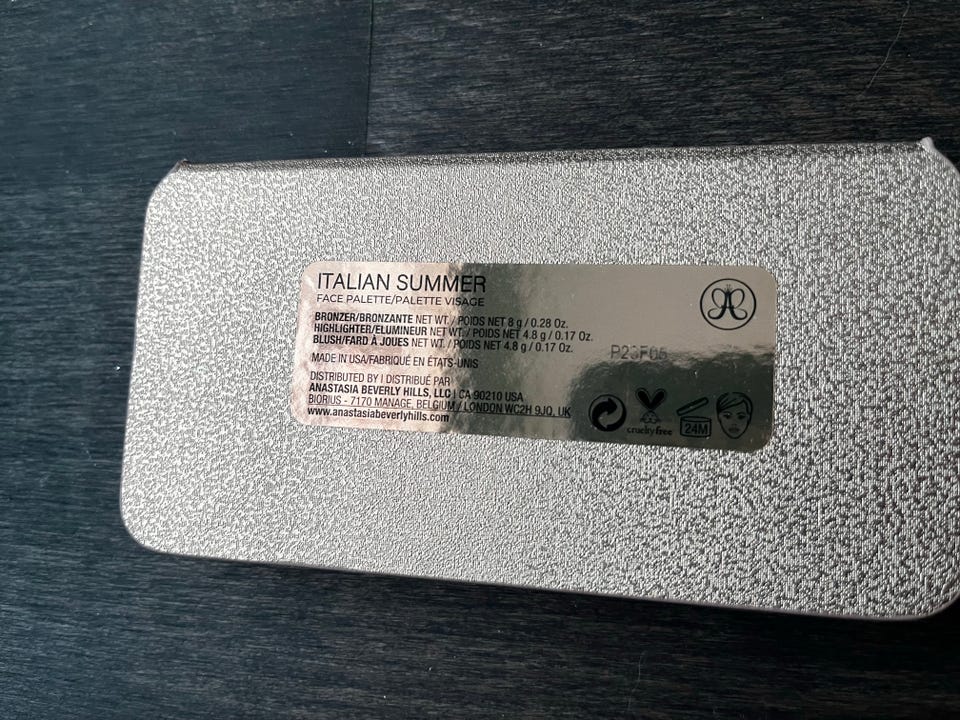 ITALIAN SUMMER
FACE PALETTE/PALETTE VISAGE
BRONZER/BRONZANTE NET WT. / POIDS NET 8 g / 0.28 Oz.
HIGHLIGHTER/ELUMINEUR NET WT. / POIDS NET 4.8 g / 0.17 Oz.
BLUSH/FARD À JOUES NET WT. / POIDS NET 4.8 g / 0.17 Oz.
MADE IN USA/FABRIQUÉ EN ÉTATS-UNIS
DISTRIBUTED BY | DISTRIBUÉ PAR
ANASTASIA BEVERLY HILLS, LLC | CA 90210 USA
BIORIUS - 7170 MANAGE, BELGIUM / LONDON WC2H 9JQ, UK
www.anastasiabeverlyhills.com
cruelty free
24M